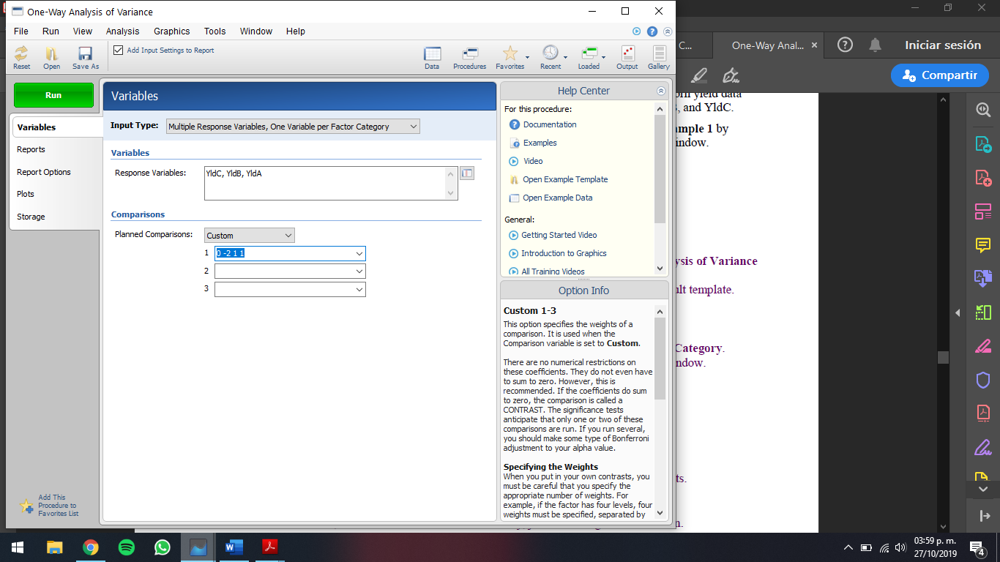 One-Way Analysis of Variance
File Run View Analysis Graphics Tools Window Help
Reset Open Save As
Add Input Settings to Report
Data Procedures Favorites Recent Loaded Output Gallery
Run
Variables
Reports
Report Options
Plots
Storage
Add This
Procedure to
Favorites List
Variables
Input Type: Multiple Response Variables, One Variable per Factor Category
Variables
Response Variables: YldC, YldB, YldA
Comparisons
Planned Comparisons: Custom
1 0 -2 1 1
2
3
Help Center
For this procedure:
Documentation
Examples
Video
Open Example Template
Open Example Data
General:
Getting Started Video
Introduction to Graphics
All Training Videos
Option Info
Custom 1-3
This option specifies the weights of a
comparison. It is used when the
Comparison variable is set to Custom.
There are no numerical restrictions on
these coefficients. They do not even have
to sum to zero. However, this is
recommended. If the coefficients do sum
to zero, the comparison is called a
CONTRAST. The significance tests
anticipate that only one or two of these
comparisons are run. If you run several,
you should make some type of Bonferroni
adjustment to your alpha value.
Specifying the Weights
When you put in your own contrasts, you
must be careful that you specify the
appropriate number of weights. For
example, if the factor has four levels, four
weights must be specified, separated by
C...
One-Way Anal...
Iniciar sesión
Compartir
orn yield data
, and YldC.
ample 1 by
indow.
ysis of Variance
ult template.
Category.
ndow.
ts.
n.
03:59 p. m.
27/10/2019
4